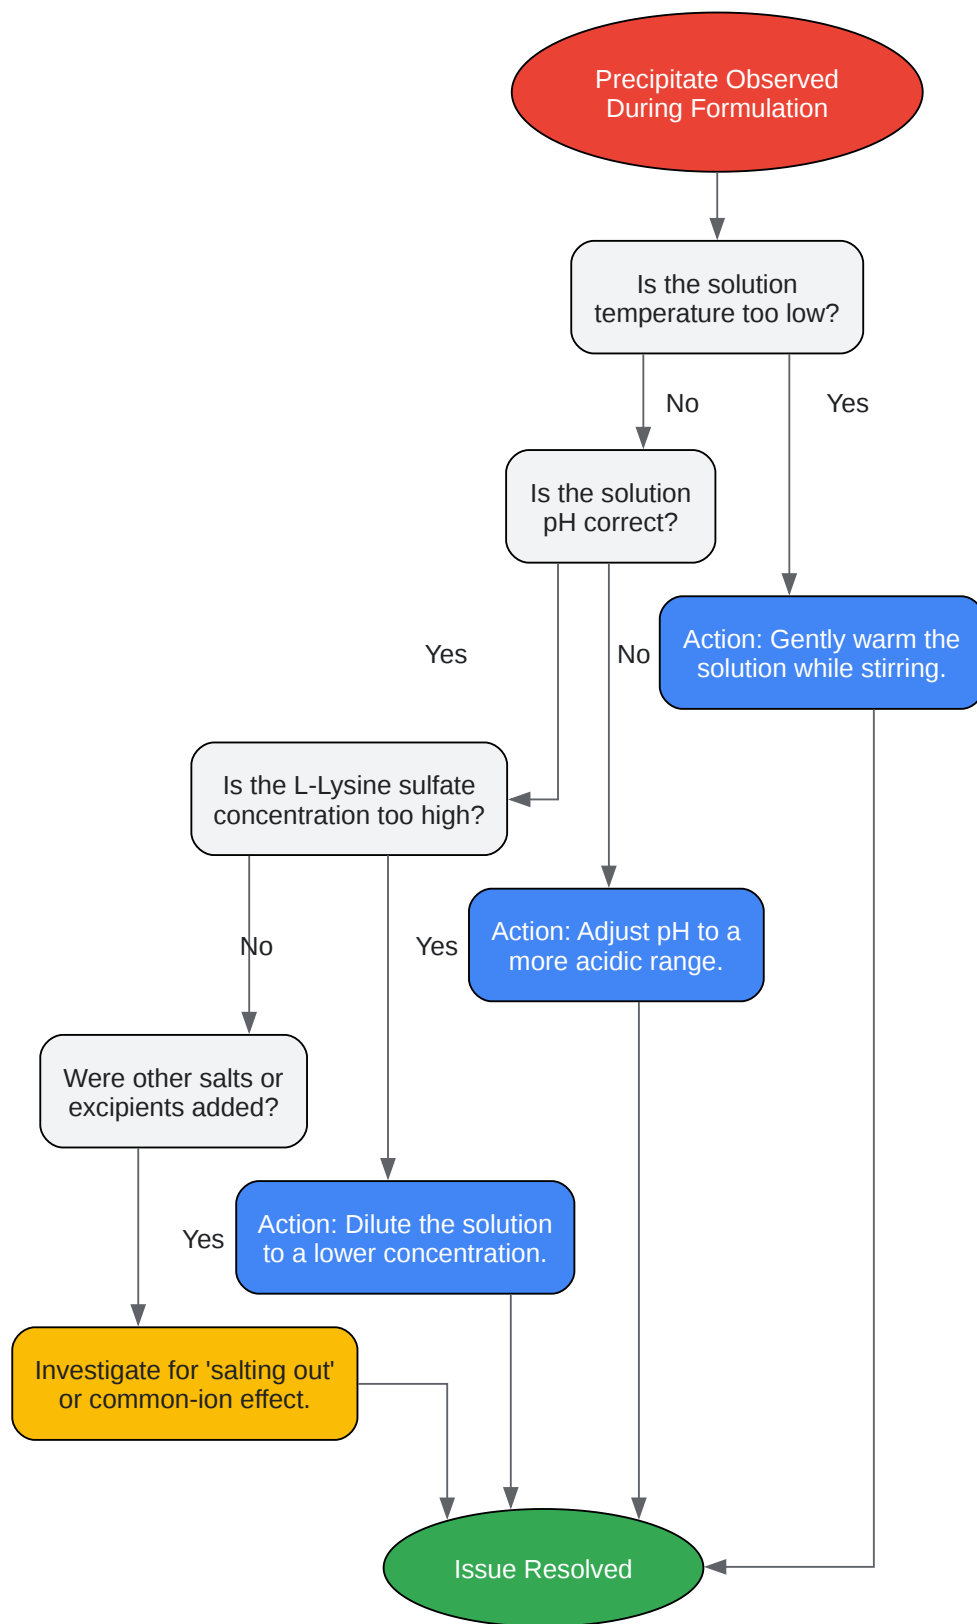 Precipitate Observed
During Formulation
Is the solution
temperature too low?
No
Yes
Is the solution
pH correct?
Yes
No
Action: Gently warm the
solution while stirring.
Is the L-Lysine sulfate
concentration too high?
No
Yes
Action: Adjust pH to a
more acidic range.
Were other salts or
excipients added?
Yes
Action: Dilute the solution
to a lower concentration.
Investigate for 'salting out'
or common-ion effect.
Issue Resolved